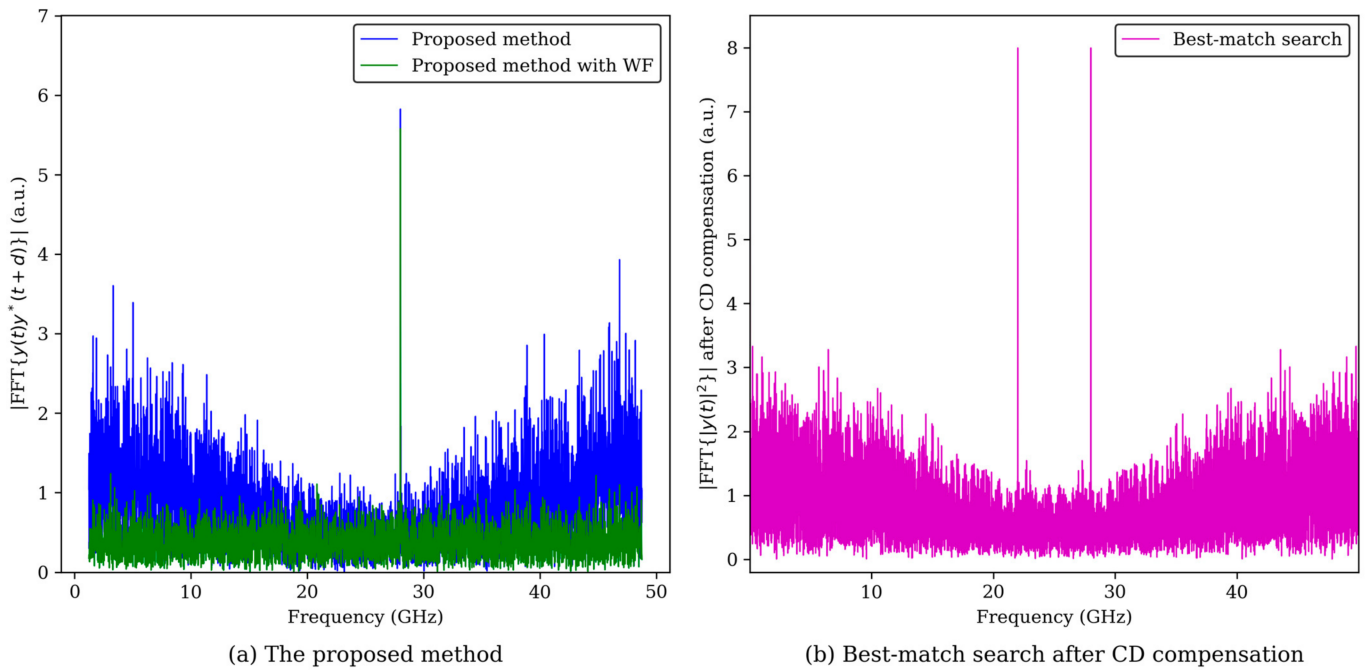 |FFT{y(t)y*(t + d)}| (a.u.)
7
6
5
4
3
2
1
0
Proposed method
Proposed method with WF
0 10 20 30 40 50
Frequency (GHz)
(a) The proposed method
|FFT{|y(t)|²}| after CD compensation (a.u.)
8
7
6
5
4
3
2
1
0
Best-match search
10 20 30 40
Frequency (GHz)
(b) Best-match search after CD compensation